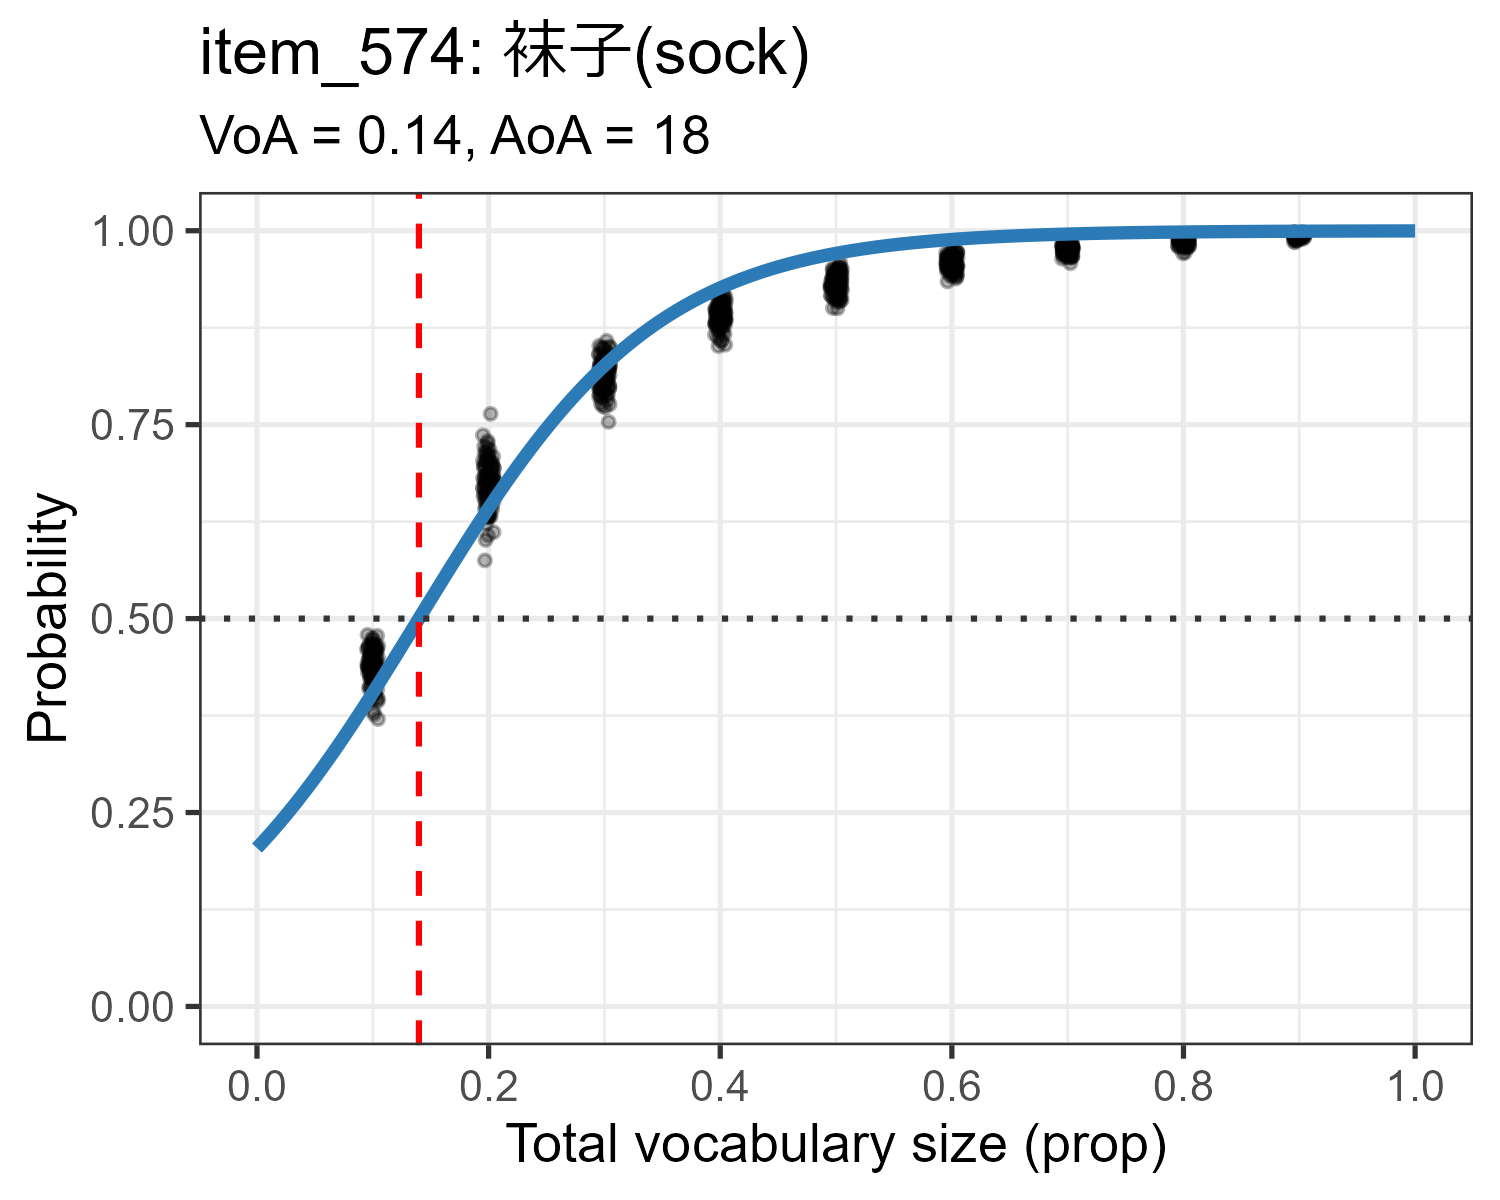 item_574: 袜子(sock)
VoA = 0.14, AoA = 18
Probability
1.00
0.75
0.50
0.25
0.00
0.0 0.2 0.4 0.6 0.8 1.0
Total vocabulary size (prop)